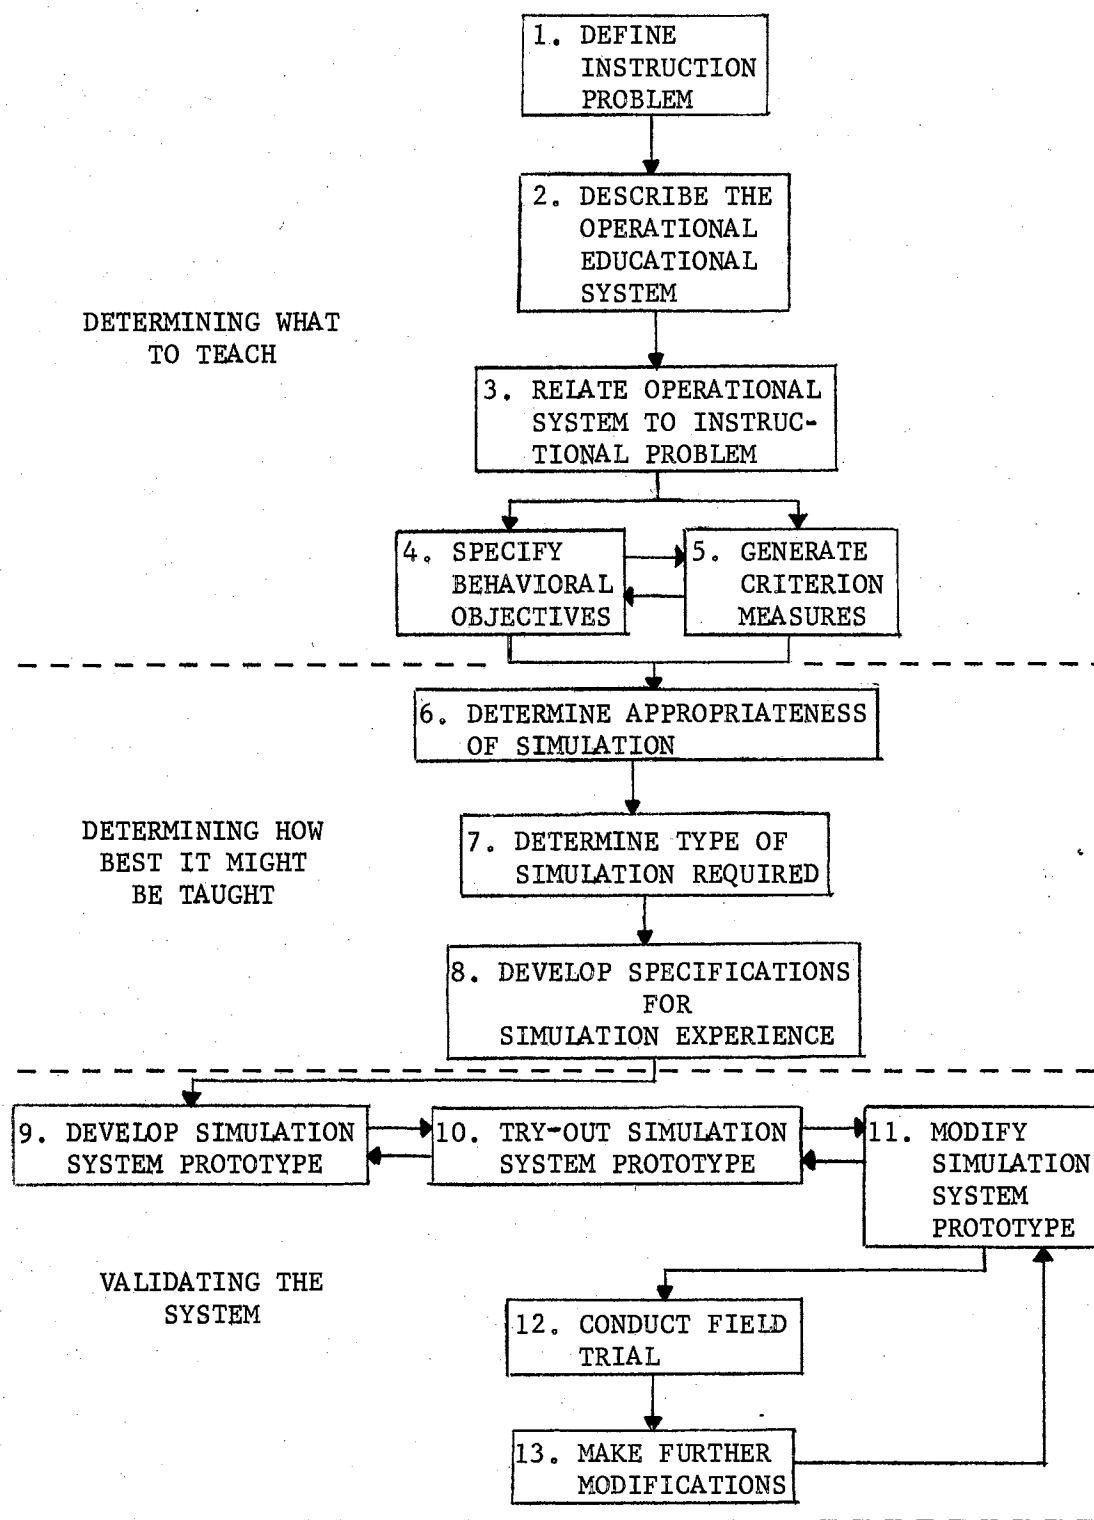 1. DEFINE
INSTRUCTION
PROBLEM
2. DESCRIBE THE
OPERATIONAL
EDUCATIONAL
SYSTEM
DETERMINING WHAT
TO TEACH
3. RELATE OPERATIONAL
SYSTEM TO INSTRUC-
TIONAL PROBLEM
4. SPECIFY
BEHAVIORAL
OBJECTIVES
5. GENERATE
CRITERION
MEASURES
6. DETERMINE APPROPRIATENESS
OF SIMULATION
DETERMINING HOW
BEST IT MIGHT
BE TAUGHT
7. DETERMINE TYPE OF
SIMULATION REQUIRED
8. DEVELOP SPECIFICATIONS
FOR
SIMULATION EXPERIENCE
9. DEVELOP SIMULATION
SYSTEM PROTOTYPE
10. TRY-OUT SIMULATION
SYSTEM PROTOTYPE
11. MODIFY
SIMULATION
SYSTEM
PROTOTYPE
VALIDATING THE
SYSTEM
12. CONDUCT FIELD
TRIAL
13. MAKE FURTHER
MODIFICATIONS